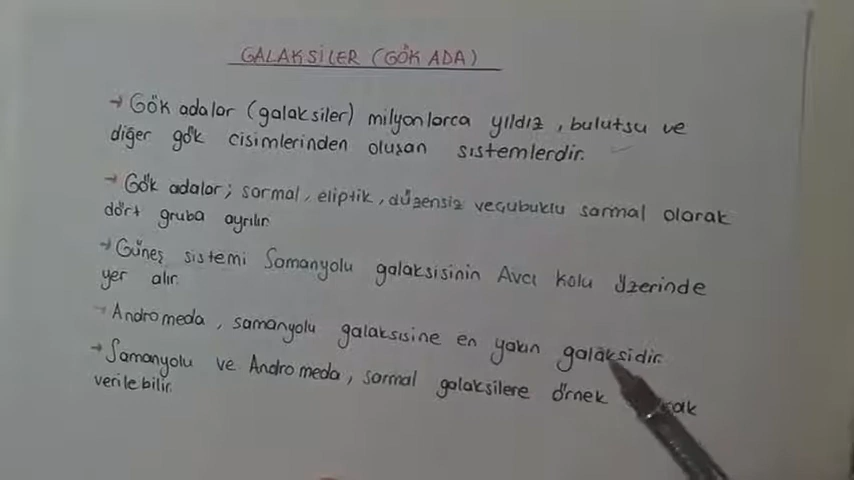 GALAKSİLER (GÖK ADA)
→ Gök adalar (galaksiler) milyonlarca yıldız, bulutsu ve
diğer gök cisimlerinden oluşan sistemlerdir.
→ Gök adalar; sarmal, eliptik, düzensiz ve çubuklu sarmal olarak
dört gruba ayrılır.
→ Güneş sistemi Samanyolu galaksisinin Avcı kolu üzerinde
yer alır.
→ Andromeda, samanyolu galaksisine en yakın galaksidir.
→ Samanyolu ve Andromeda, sarmal galaksilere örnek
verilebilir.